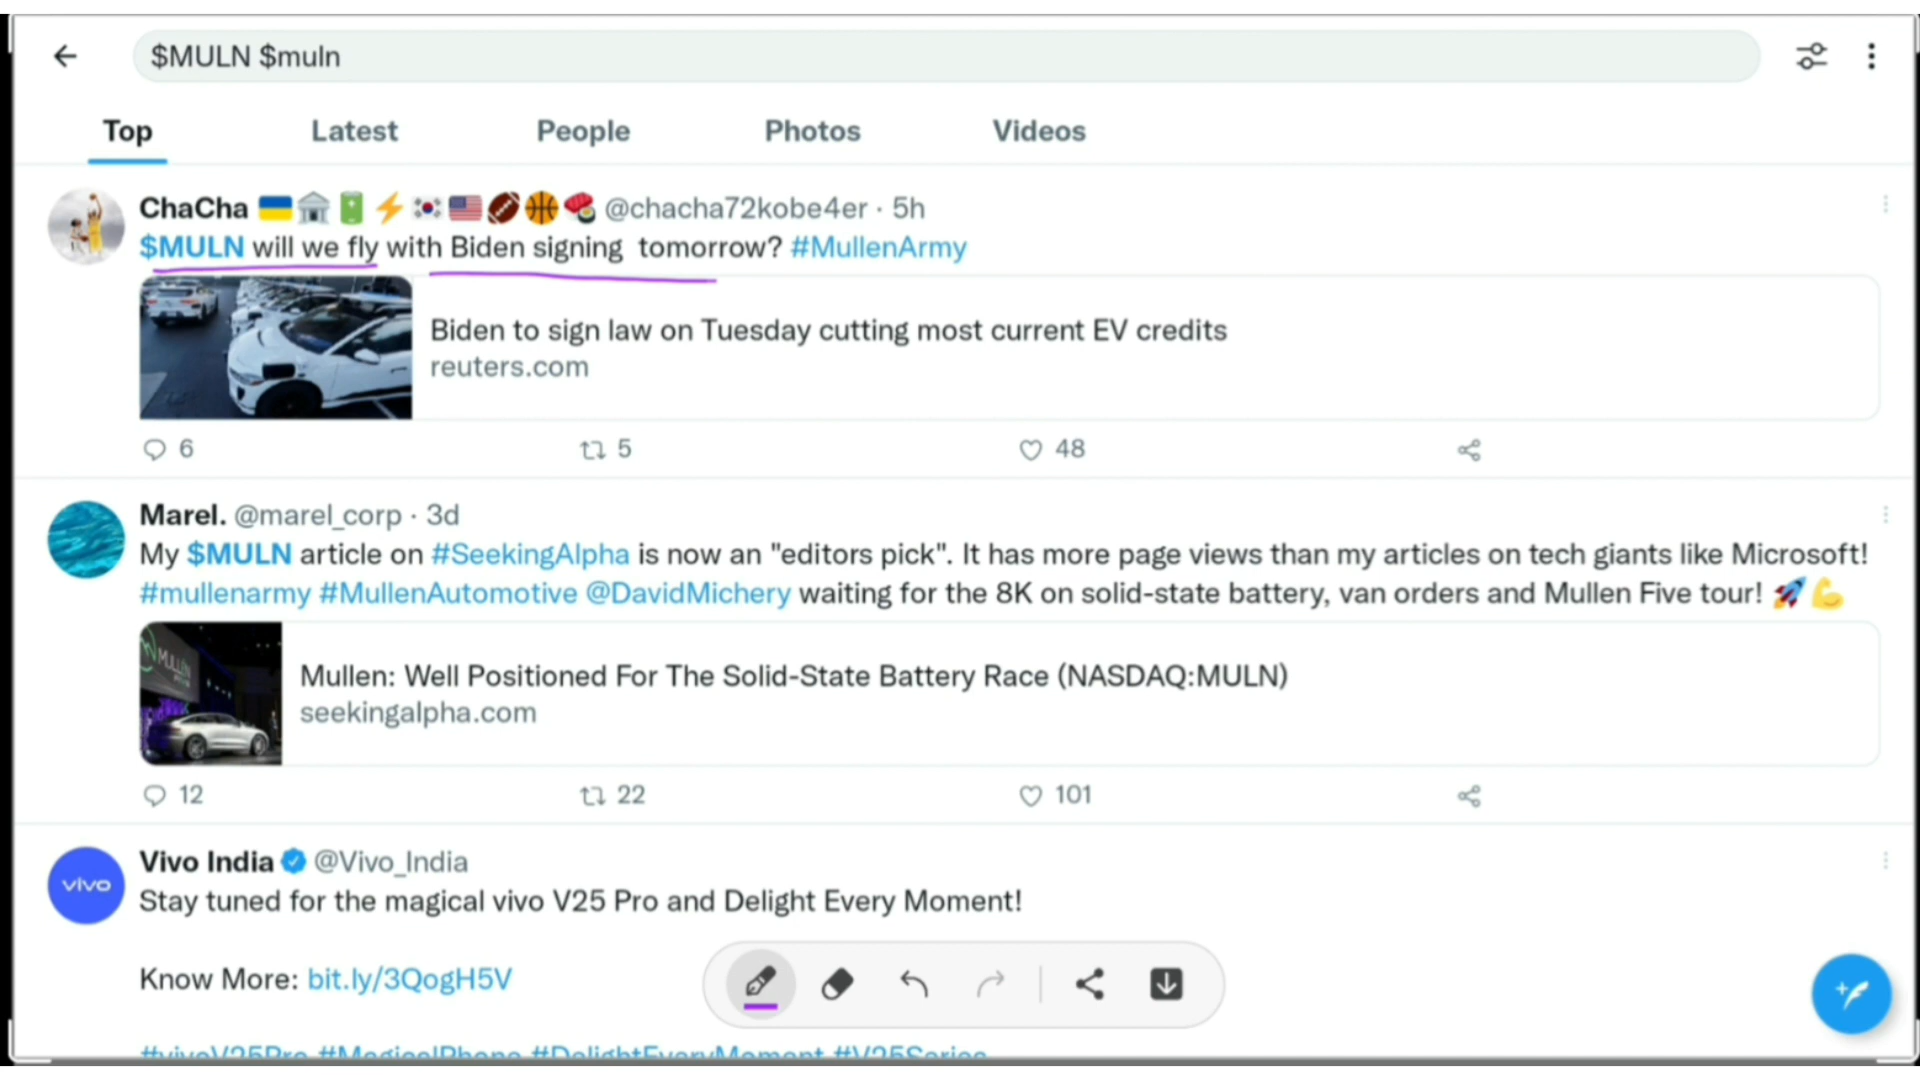 $MULN $muln
Top Latest People Photos Videos
ChaCha @chacha72kobe4er · 5h
$MULN will we fly with Biden signing tomorrow? #MullenArmy
Biden to sign law on Tuesday cutting most current EV credits
reuters.com
6 5 48
Marel. @marel_corp · 3d
My $MULN article on #SeekingAlpha is now an "editors pick". It has more page views than my articles on tech giants like Microsoft!
#mullenarmy #MullenAutomotive @DavidMichery waiting for the 8K on solid-state battery, van orders and Mullen Five tour!
MULLEN
Mullen: Well Positioned For The Solid-State Battery Race (NASDAQ:MULN)
seekingalpha.com
12 22 101
vivo
Vivo India @Vivo_India
Stay tuned for the magical vivo V25 Pro and Delight Every Moment!
Know More: bit.ly/3QogH5V
#vivoV25Pro #MagicalPhone #DelightEveryMoment #V25Series